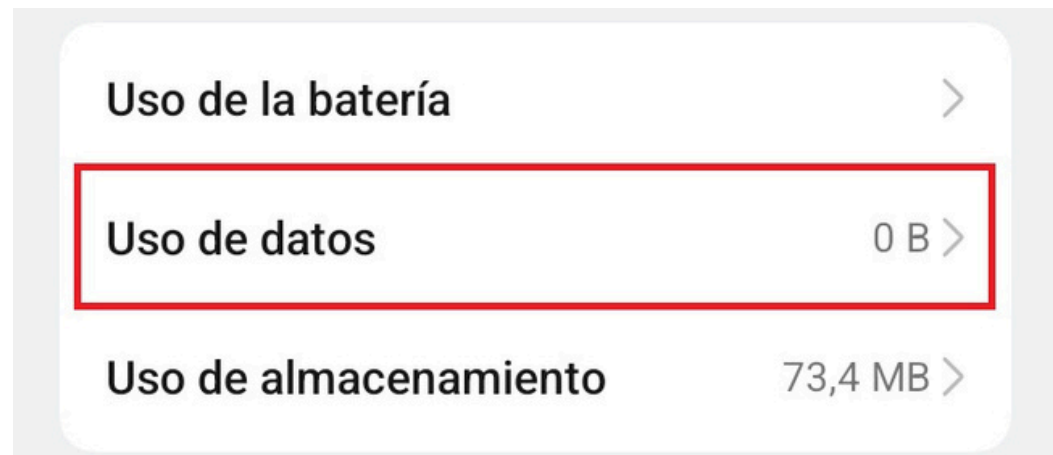 Uso de la batería
Uso de datos 0 B
Uso de almacenamiento 73,4 MB